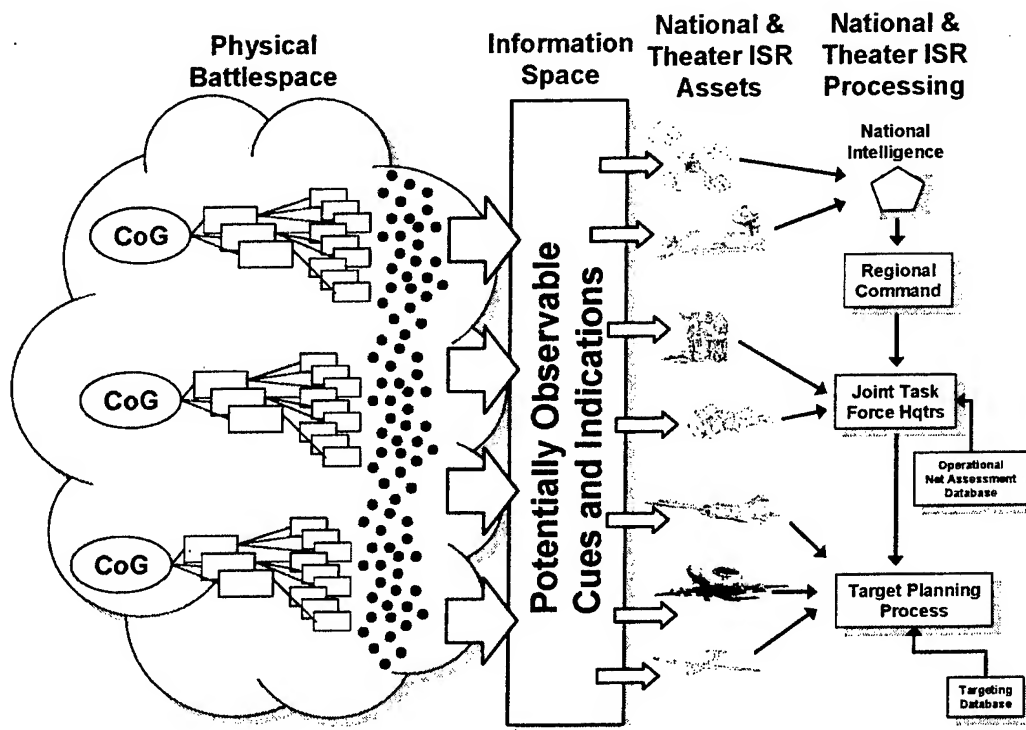 Physical
Battlespace
Information
Space
National &
Theater ISR
Assets
National &
Theater ISR
Processing
CoG
CoG
CoG
Potentially Observable
Cues and Indications
National
Intelligence
Regional
Command
Joint Task
Force Hqtrs
Operational
Net Assessment
Database
Target Planning
Process
Targeting
Database